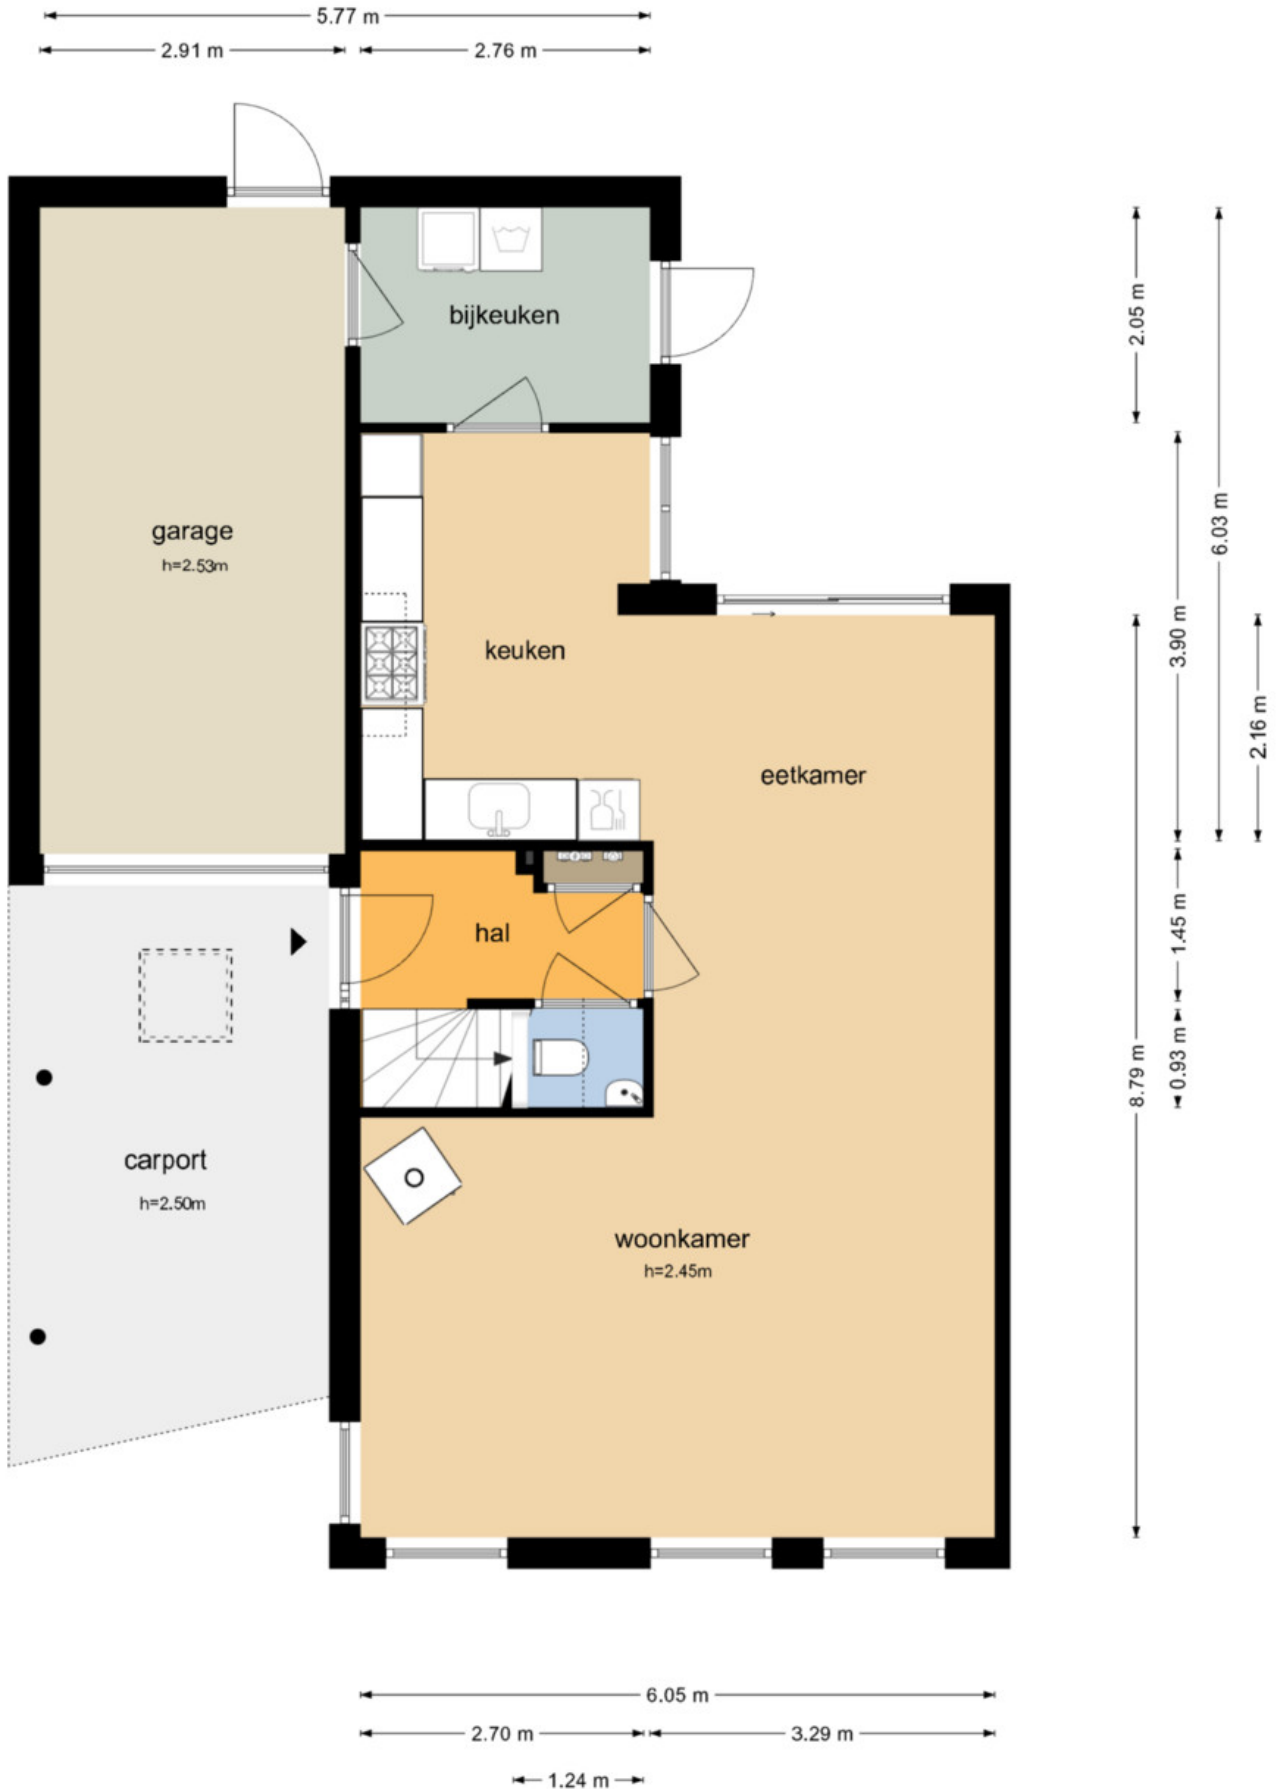 5.77 m
2.91 m
2.76 m
bijkeuken
2.05 m
garage
h=2.53m
6.03 m
keuken
3.90 m
2.16 m
eetkamer
hal
1.45 m
8.79 m
0.93 m
carport
h=2.50m
woonkamer
h=2.45m
6.05 m
2.70 m
3.29 m
1.24 m